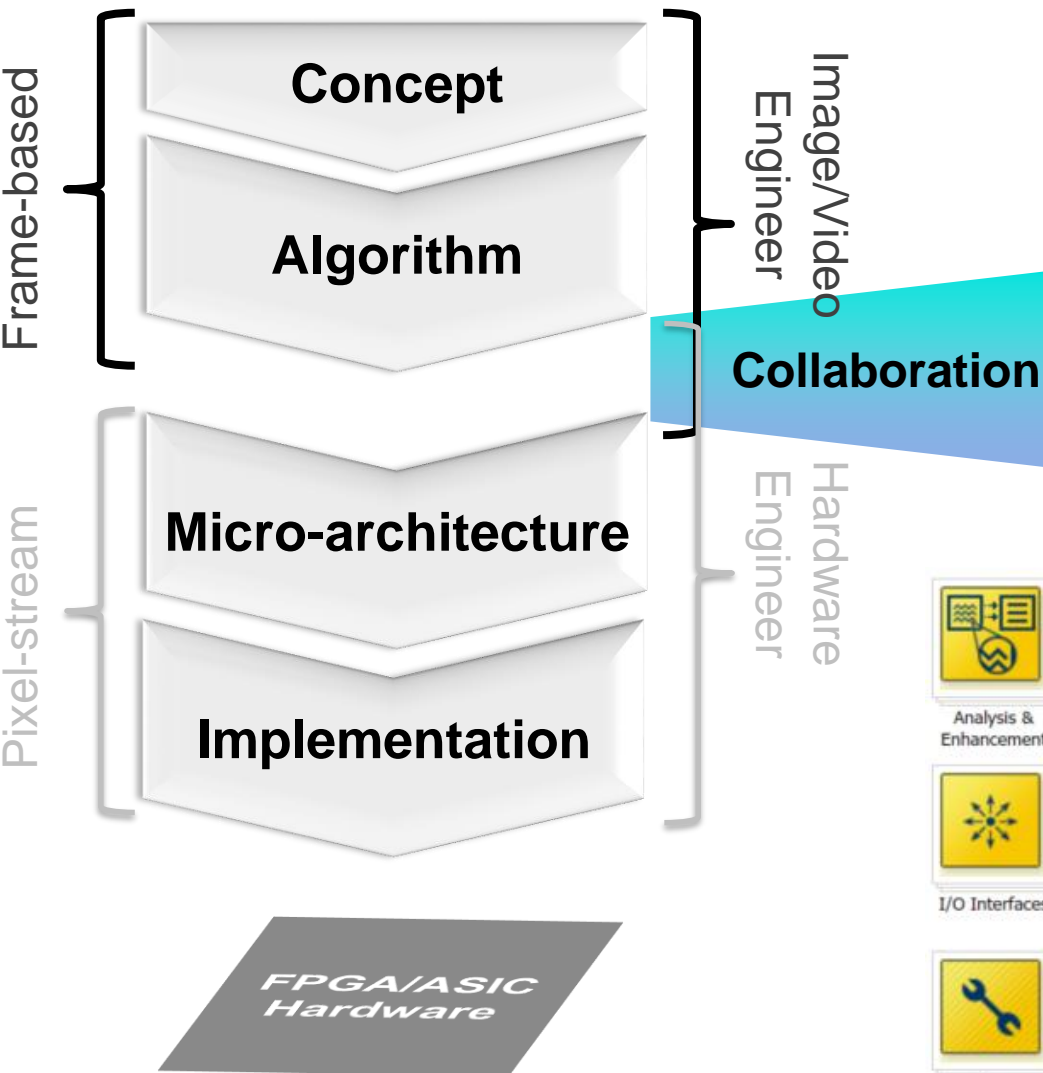 Concept
Algorithm
Micro-architecture
Implementation
FPGA/ASIC
Hardware
Frame-based
Pixel-stream
Image/Video
Engineer
Collaboration
Hardware
Engineer
Analysis &
Enhancement
I/O Interfaces